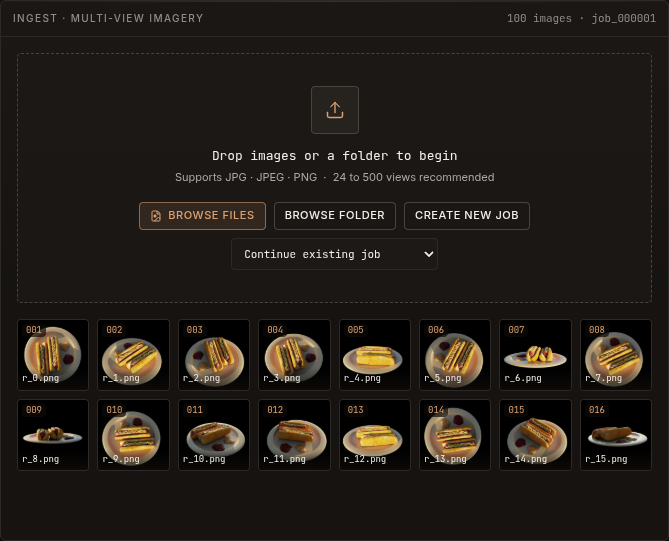 INGEST · MULTI-VIEW IMAGERY
100 images · job_000001
Drop images or a folder to begin
Supports JPG · JPEG · PNG · 24 to 500 views recommended
BROWSE FILES
BROWSE FOLDER
CREATE NEW JOB
Continue existing job
001 002 003 004 005 006 007 008
r_0.png r_1.png r_2.png r_3.png r_4.png r_5.png r_6.png r_7.png
009 010 011 012 013 014 015 016
r_8.png r_9.png r_10.png r_11.png r_12.png r_13.png r_14.png r_15.png